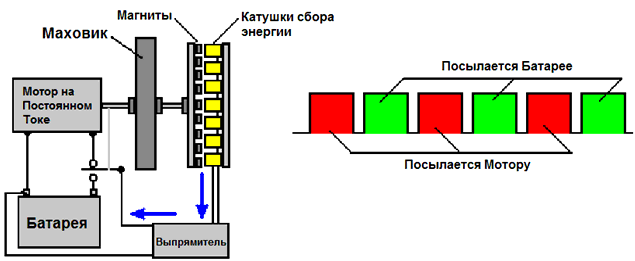 Магниты
Катушки сбора
энергии
Маховик
Мотор на
Постоянном
Токе
Батарея
Выпрямитель
Посылается Батарее
Посылается Мотору